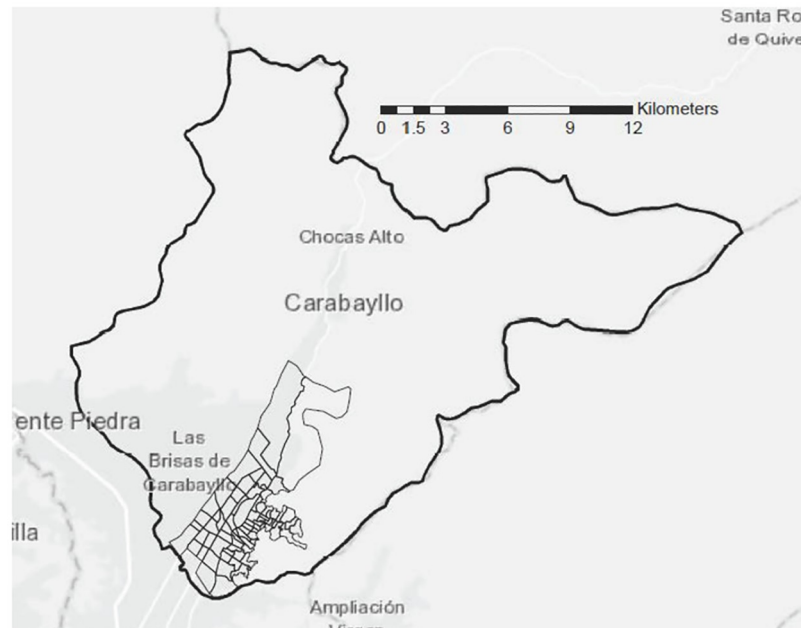 Santa Ro
de Quive
Kilometers
0 1.5 3 6 9 12
Chocas Alto
Carabayllo
ente Piedra
Las
Brisas de
Carabayllo
illa
Ampliación